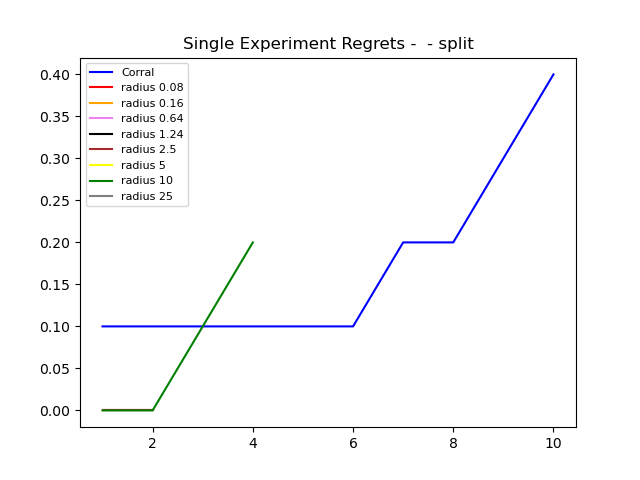 Single Experiment Regrets -  - split
0.40
0.35
0.30
0.25
0.20
0.15
0.10
0.05
0.00
Corral
radius 0.08
radius 0.16
radius 0.64
radius 1.24
radius 2.5
radius 5
radius 10
radius 25
2
4
6
8
10